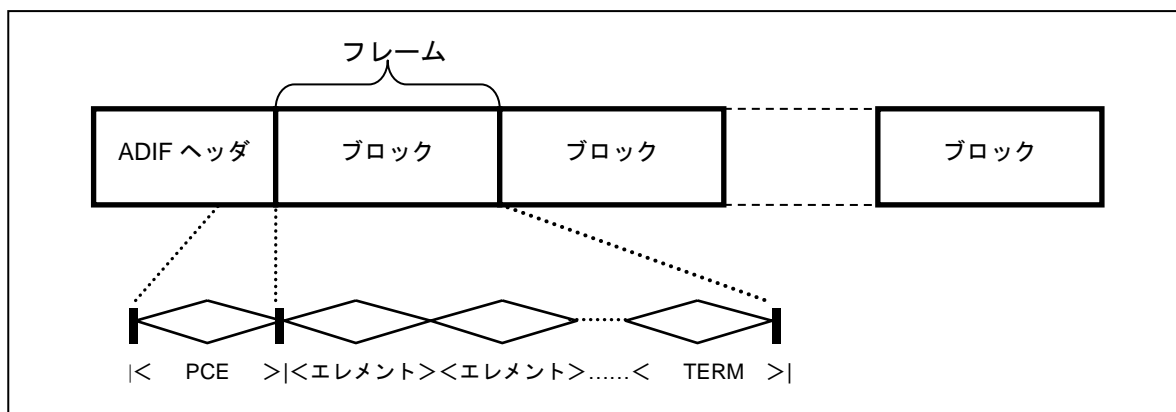 フレーム
ADIF ヘッダ ブロック ブロック ブロック
|< PCE >|<エレメント><エレメント>......< TERM >|